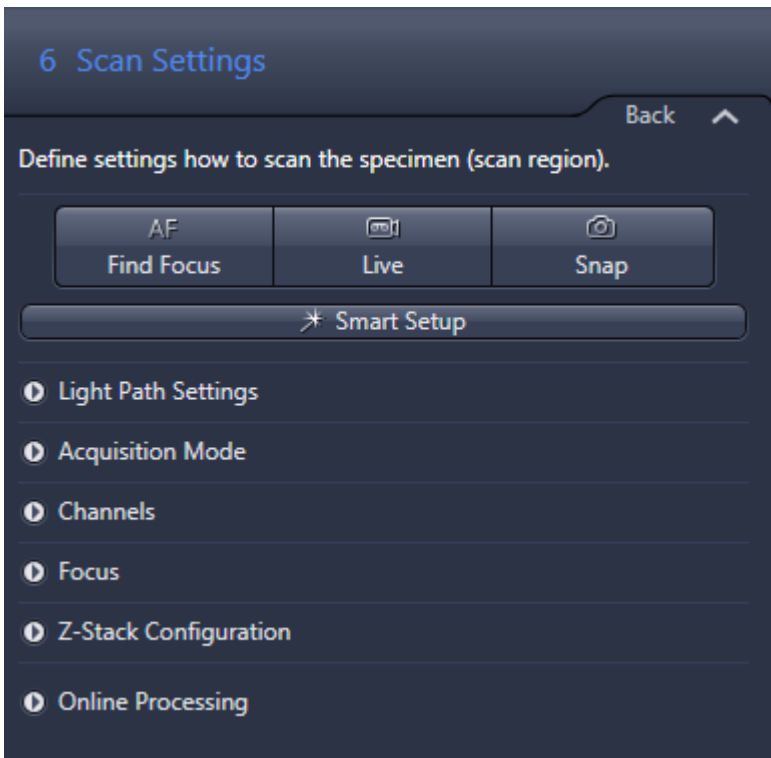 6 Scan Settings
Back
Define settings how to scan the specimen (scan region).
AF
Find Focus
Live
Snap
Smart Setup
Light Path Settings
Acquisition Mode
Channels
Focus
Z-Stack Configuration
Online Processing